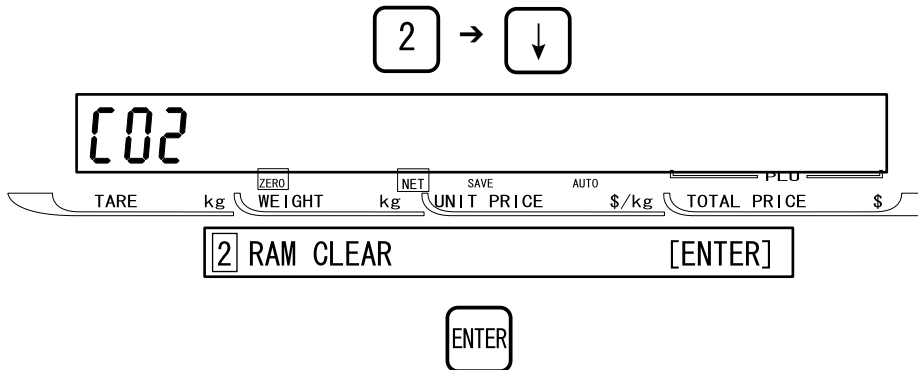 2 → ↓
C02
PLU
ZERO NET SAVE AUTO
TARE kg WEIGHT kg UNIT PRICE $/kg TOTAL PRICE $
2 RAM CLEAR [ENTER]
ENTER